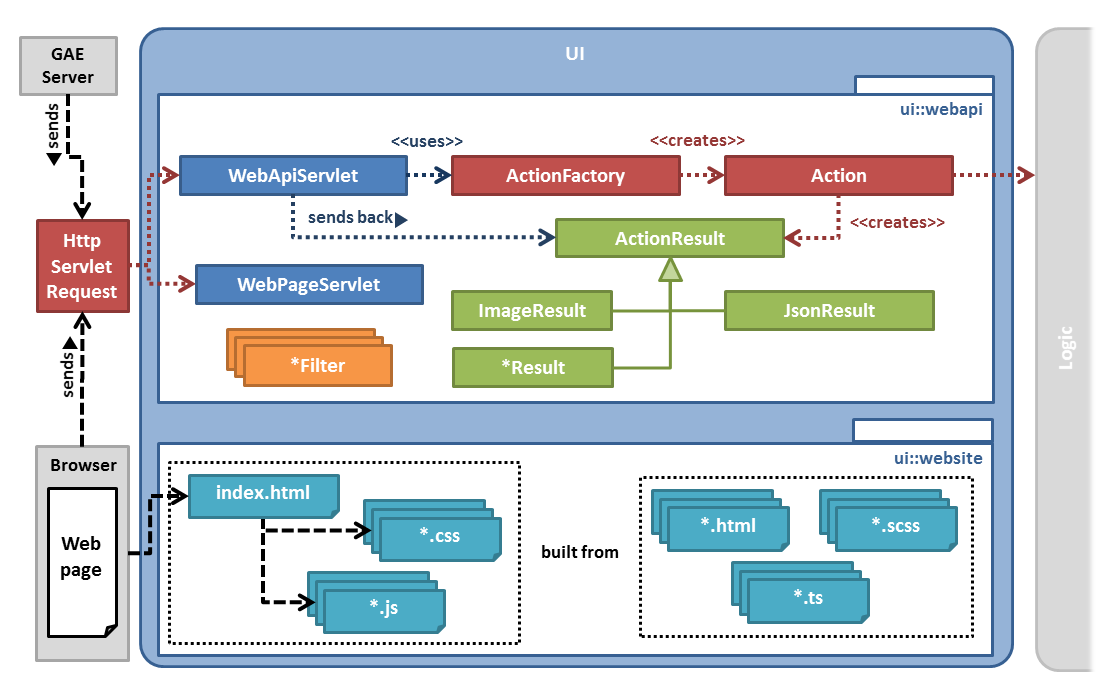 GAE
Server
UI
ui::webapi
sends
<<uses>>
<<creates>>
WebApiServlet
ActionFactory
Action
sends back
<<creates>>
ActionResult
Http
Servlet
Request
WebPageServlet
ImageResult
JsonResult
*Filter
*Result
sends
Logic
ui::website
Browser
Web
page
index.html
*.css
*.js
built from
*.html
*.scss
*.ts